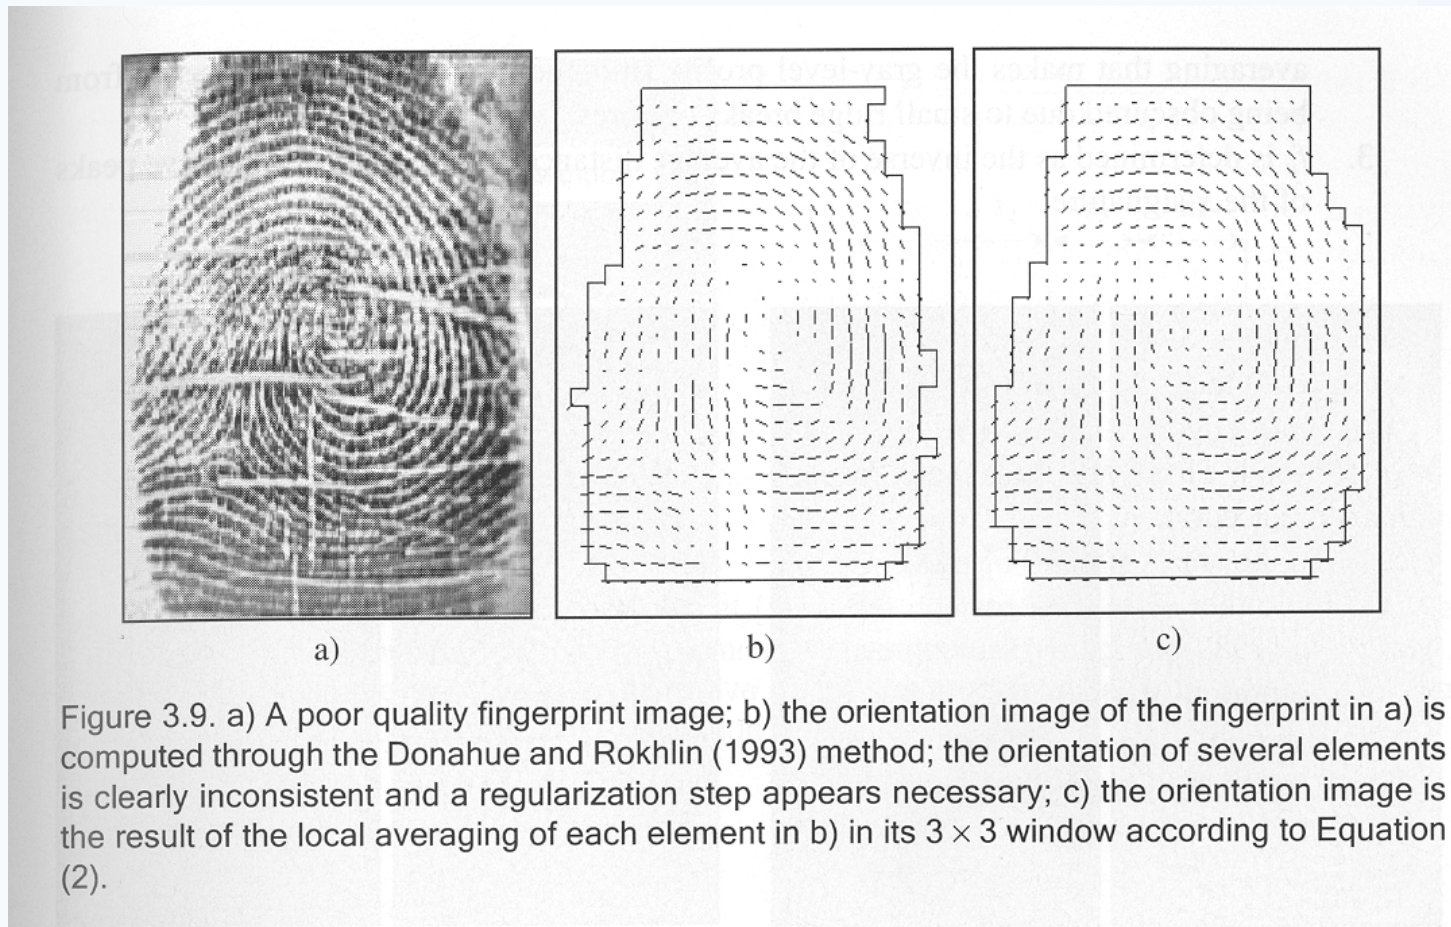 a)
b)
c)
Figure 3.9. a) A poor quality fingerprint image; b) the orientation image of the fingerprint in a) is
computed through the Donahue and Rokhlin (1993) method; the orientation of several elements
is clearly inconsistent and a regularization step appears necessary; c) the orientation image is
the result of the local averaging of each element in b) in its 3 × 3 window according to Equation
(2).